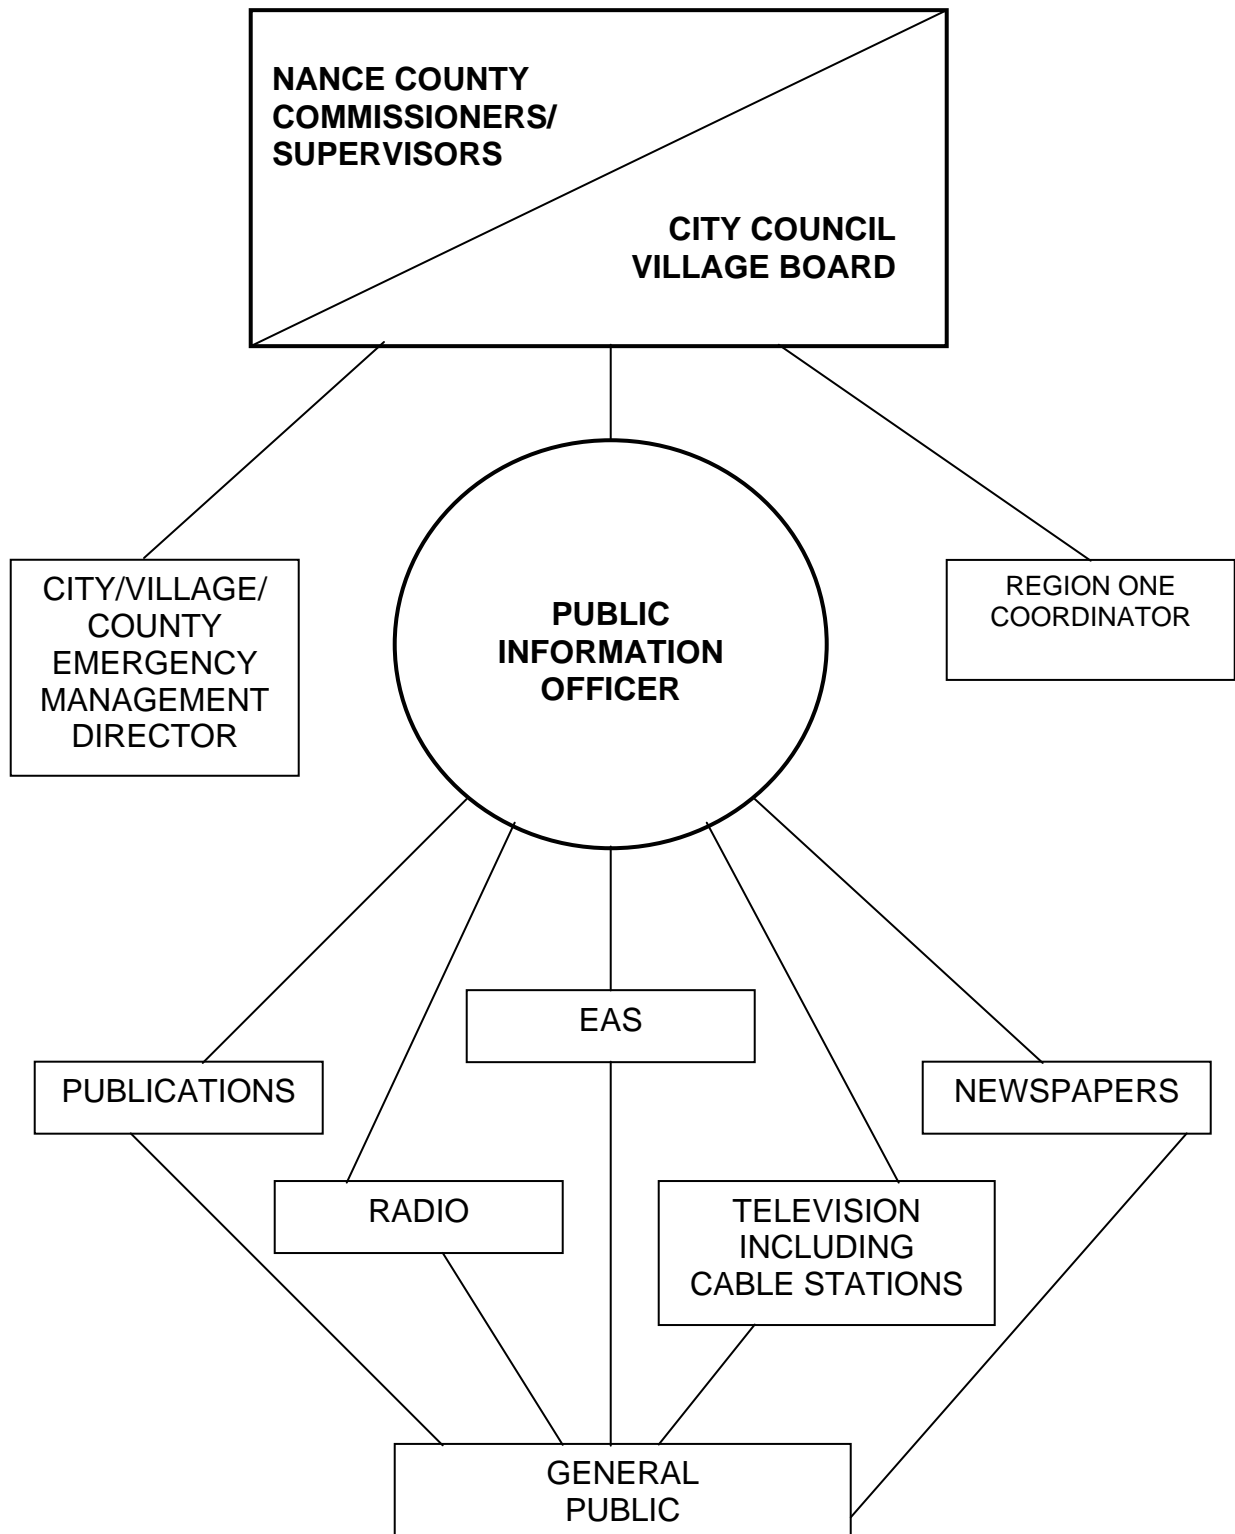 NANCE COUNTY
COMMISSIONERS/
SUPERVISORS
CITY COUNCIL
VILLAGE BOARD
CITY/VILLAGE/
COUNTY
EMERGENCY
MANAGEMENT
DIRECTOR
PUBLIC
INFORMATION
OFFICER
REGION ONE
COORDINATOR
EAS
PUBLICATIONS
NEWSPAPERS
RADIO
TELEVISION
INCLUDING
CABLE STATIONS
GENERAL
PUBLIC